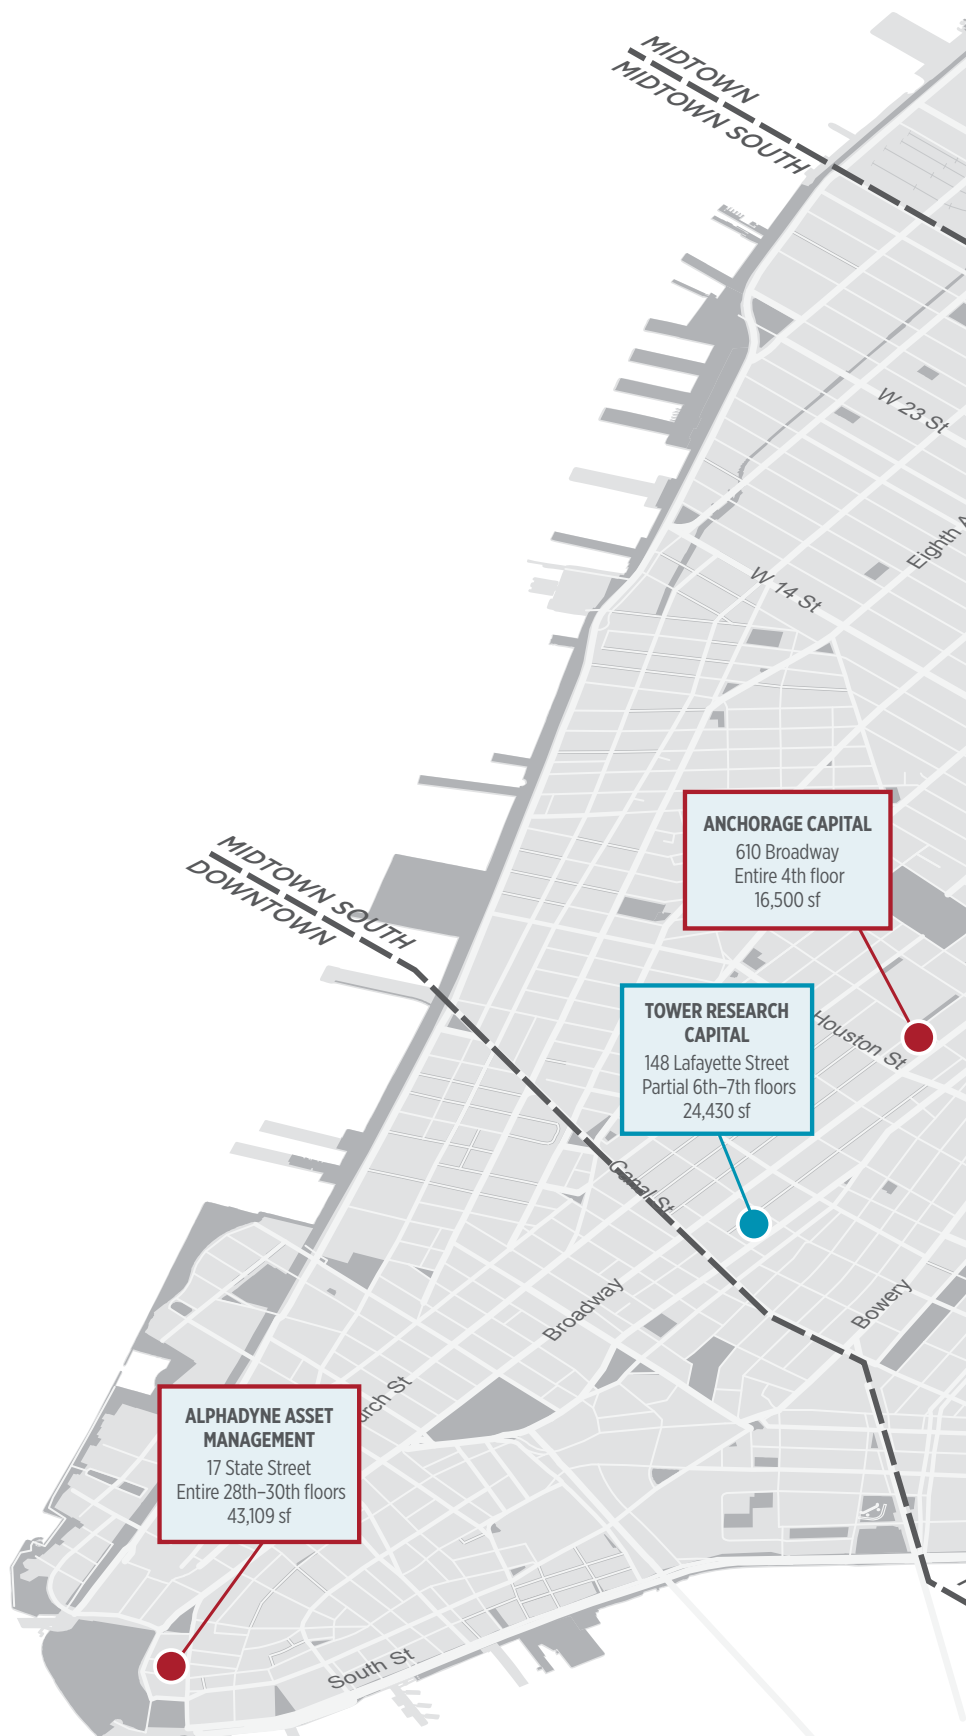 MIDTOWN
MIDTOWN SOUTH
W 23 St
Eighth
W 14 St
ANCHORAGE CAPITAL
610 Broadway
Entire 4th floor
16,500 sf
MIDTOWN SOUTH
DOWNTOWN
TOWER RESEARCH
CAPITAL
148 Lafayette Street
Partial 6th–7th floors
24,430 sf
Houston St
Canal St
Broadway
Bowery
urch St
ALPHADYNE ASSET
MANAGEMENT
17 State Street
Entire 28th–30th floors
43,109 sf
South St